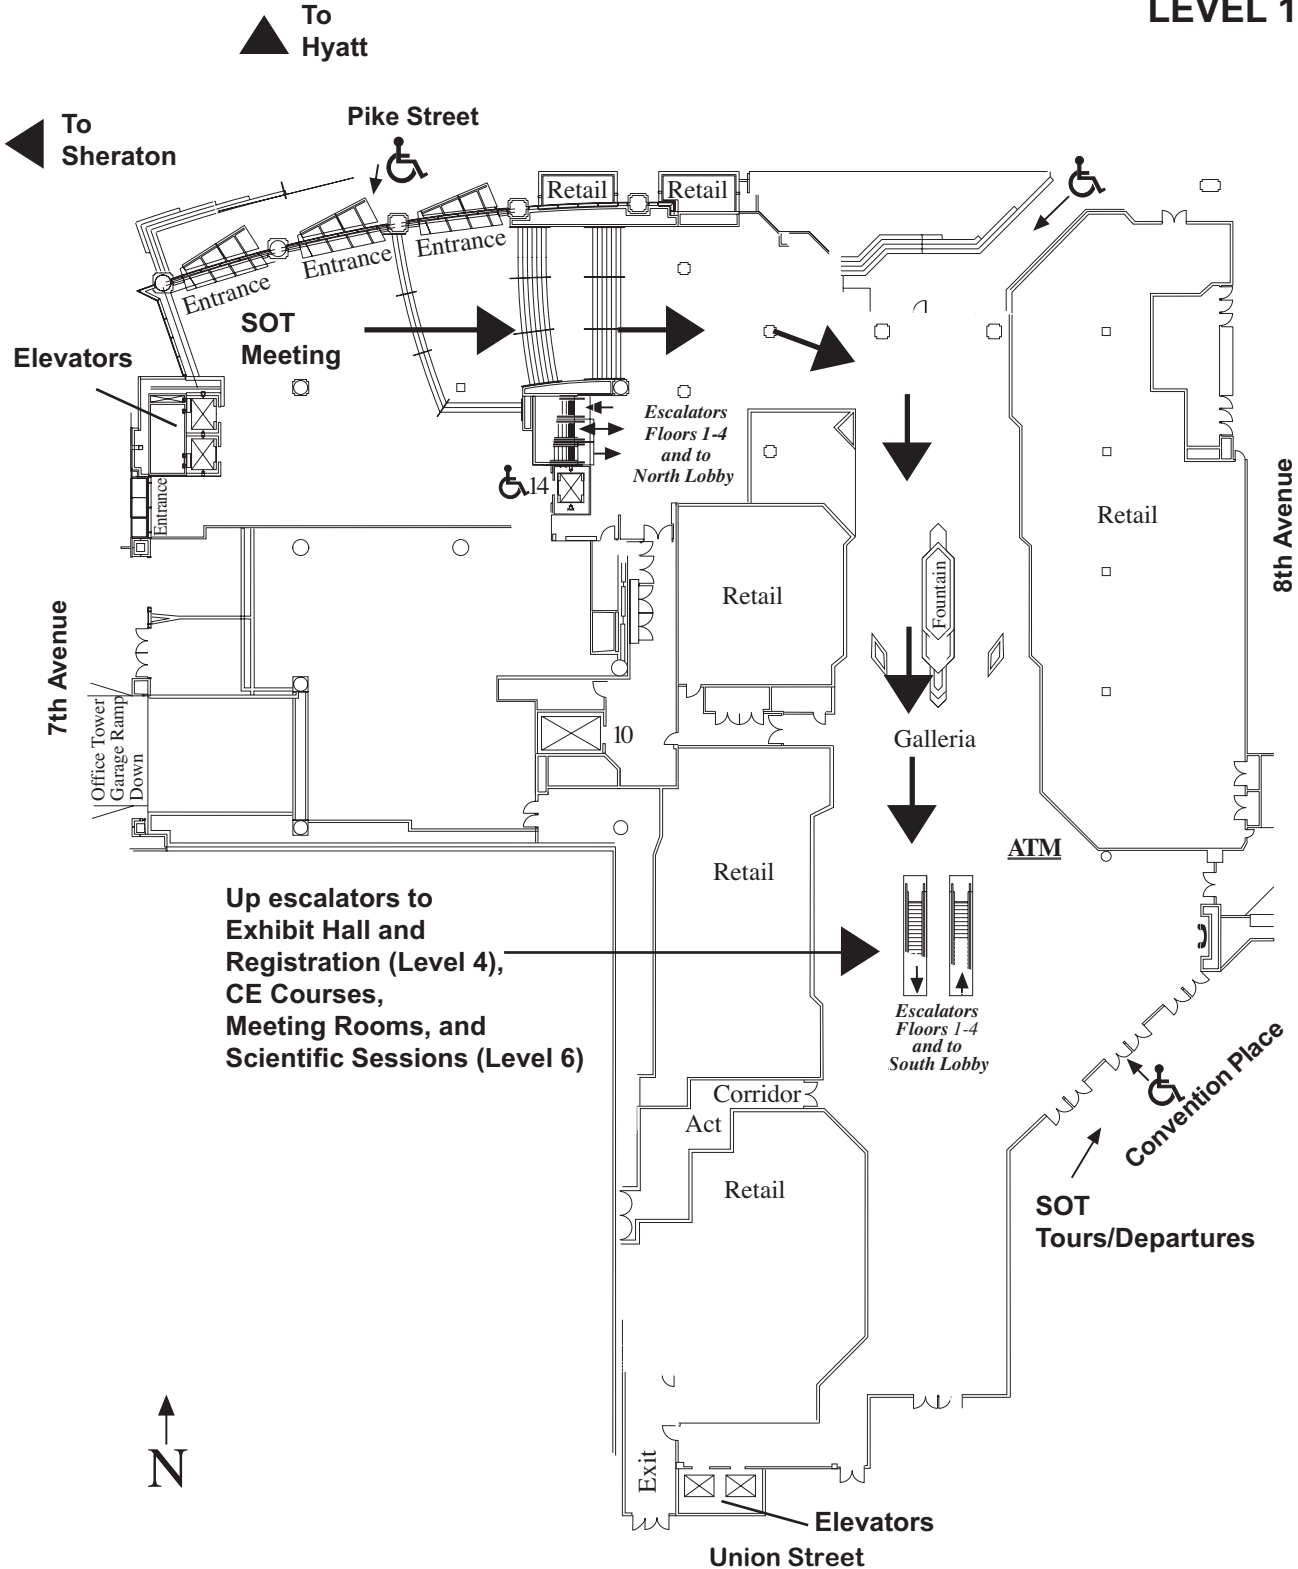 LEVEL 1
To
Hyatt
To
Sheraton
Pike Street
Retail
Retail
Entrance
Entrance
Entrance
SOT
Meeting
Elevators
Escalators
Floors 1-4
and to
North Lobby
14
Entrance
Retail
Retail
Fountain
8th Avenue
7th Avenue
Office Tower
Garage Ramp
Down
10
Galleria
ATM
Retail
Up escalators to
Exhibit Hall and
Registration (Level 4),
CE Courses,
Meeting Rooms, and
Scientific Sessions (Level 6)
Escalators
Floors 1-4
and to
South Lobby
Convention Place
Corridor
Act
Retail
SOT
Tours/Departures
N
Exit
Elevators
Union Street